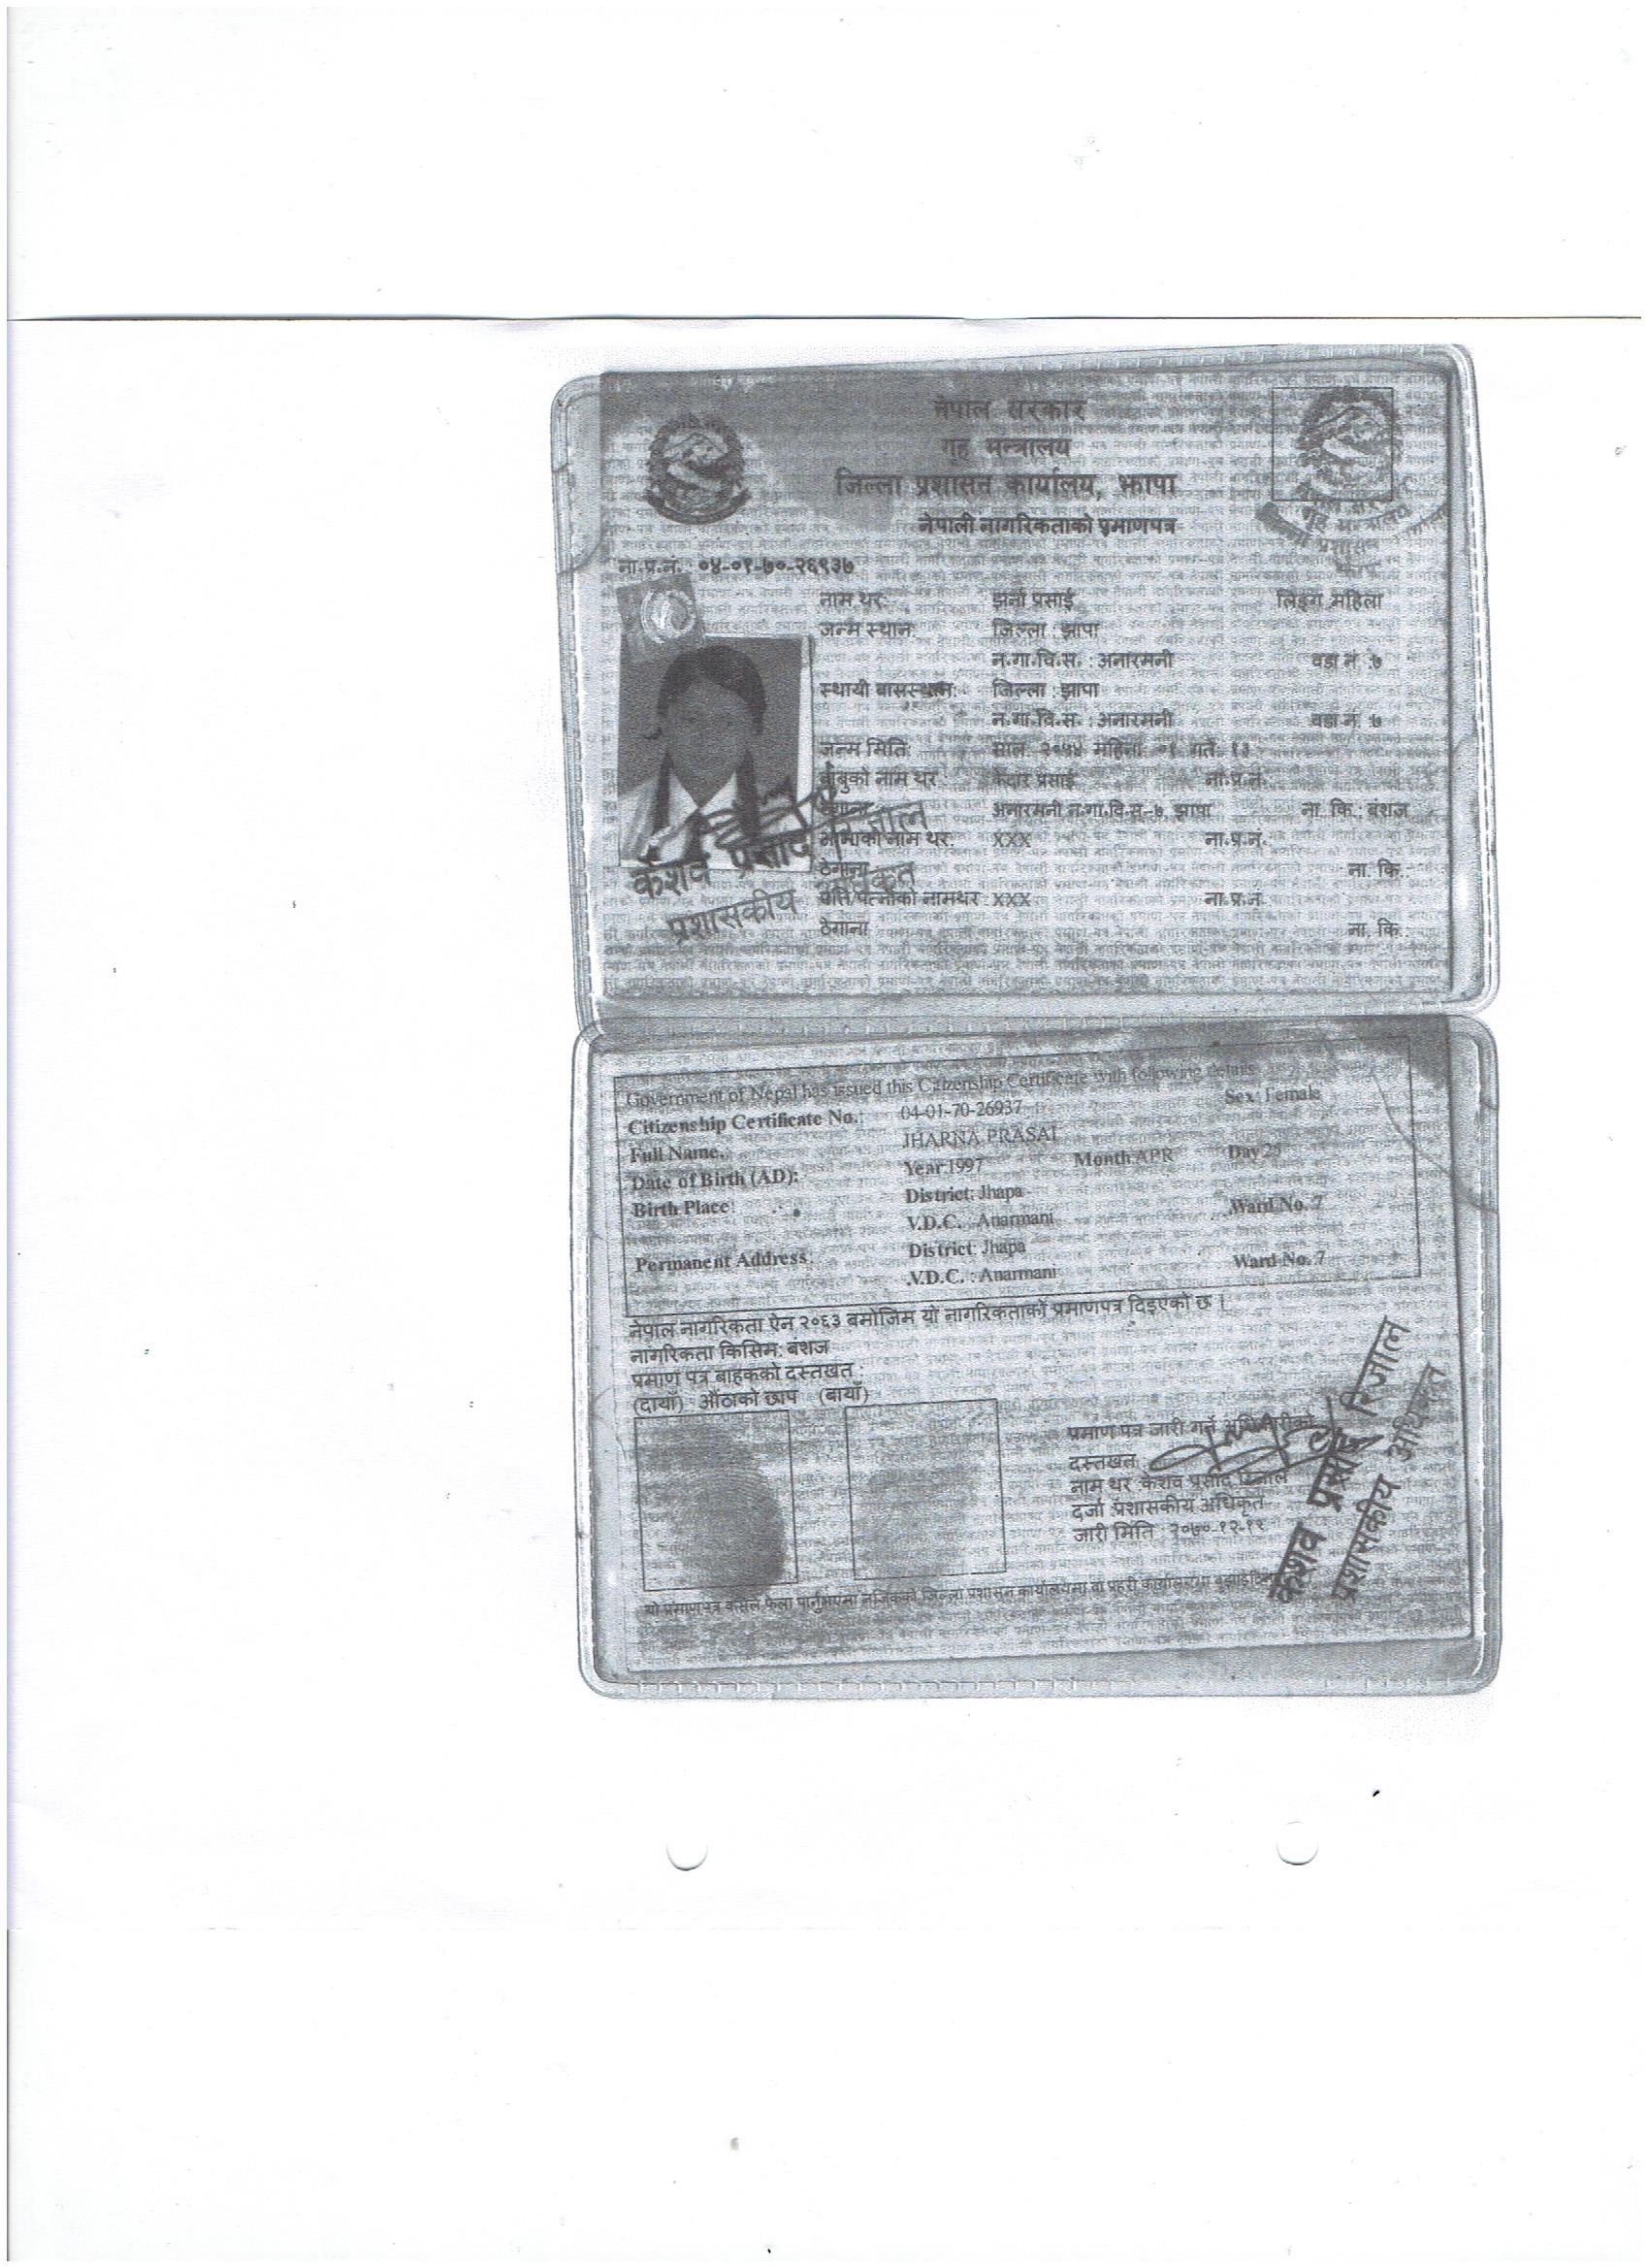 नेपाल सरकार
गृह मन्त्रालय
जिल्ला प्रशासन कार्यालय, झापा
नेपाली नागरिकताको प्रमाणपत्र
गृह मन्त्रालय
ना.प्र.नं.: ०४-०१-७०-२६९३७
नाम थर: झर्ना प्रसाई लिङ्ग: महिला
जन्म स्थान: जिल्ला : झापा
न.गा.वि.स. : अनारमनी वडा नं. :७
स्थायी बासस्थान: जिल्ला : झापा
न.गा.वि.स. : अनारमनी वडा नं. :७
जन्म मिति: साल: २०५४ महिना: ०१ गते: १३
बाबुको नाम थर : केदार प्रसाई ना.प्र.नं.
ठेगाना: अनारमनी न.गा.वि.स.-७, झापा ना. कि.: बंशज
आमाको नाम थर: XXX ना.प्र.नं.
ठेगाना: ना. कि.:
पति/पत्नीको नामथर : XXX ना.प्र.नं.
ठेगाना: ना. कि.:
केशव प्रसाद रिजाल
प्रशासकीय अधिकृत
Government of Nepal has issued this Citizenship Certificate with following details
Citizenship Certificate No.: 04-01-70-26937 Sex: Female
Full Name.: JHARNA PRASAI
Date of Birth (AD): Year:1997 Month:APR Day:25
Birth Place: District: Jhapa
V.D.C. : Anarmani Ward No. 7
Permanent Address: District: Jhapa
V.D.C. : Anarmani Ward No. 7
नेपाल नागरिकता ऐन २०६३ बमोजिम यो नागरिकताको प्रमाणपत्र दिइएको छ ।
नागरिकता किसिम: बंशज
प्रमाण पत्र बाहकको दस्तखत :
(दायाँ) औंठाको छाप (बायाँ)
प्रमाण पत्र जारी गर्ने अधिकारीको
दस्तखत:
नाम थर :केशव प्रसाद रिजाल
दर्जा :प्रशासकीय अधिकृत
जारी मिति : २०७०-१२-१९
केशव प्रसाद रिजाल
प्रशासकीय अधिकृत
यो प्रमाणपत्र कसैले फेला पार्नुभएमा नजिकको जिल्ला प्रशासन कार्यालयमा वा प्रहरी कार्यालयमा